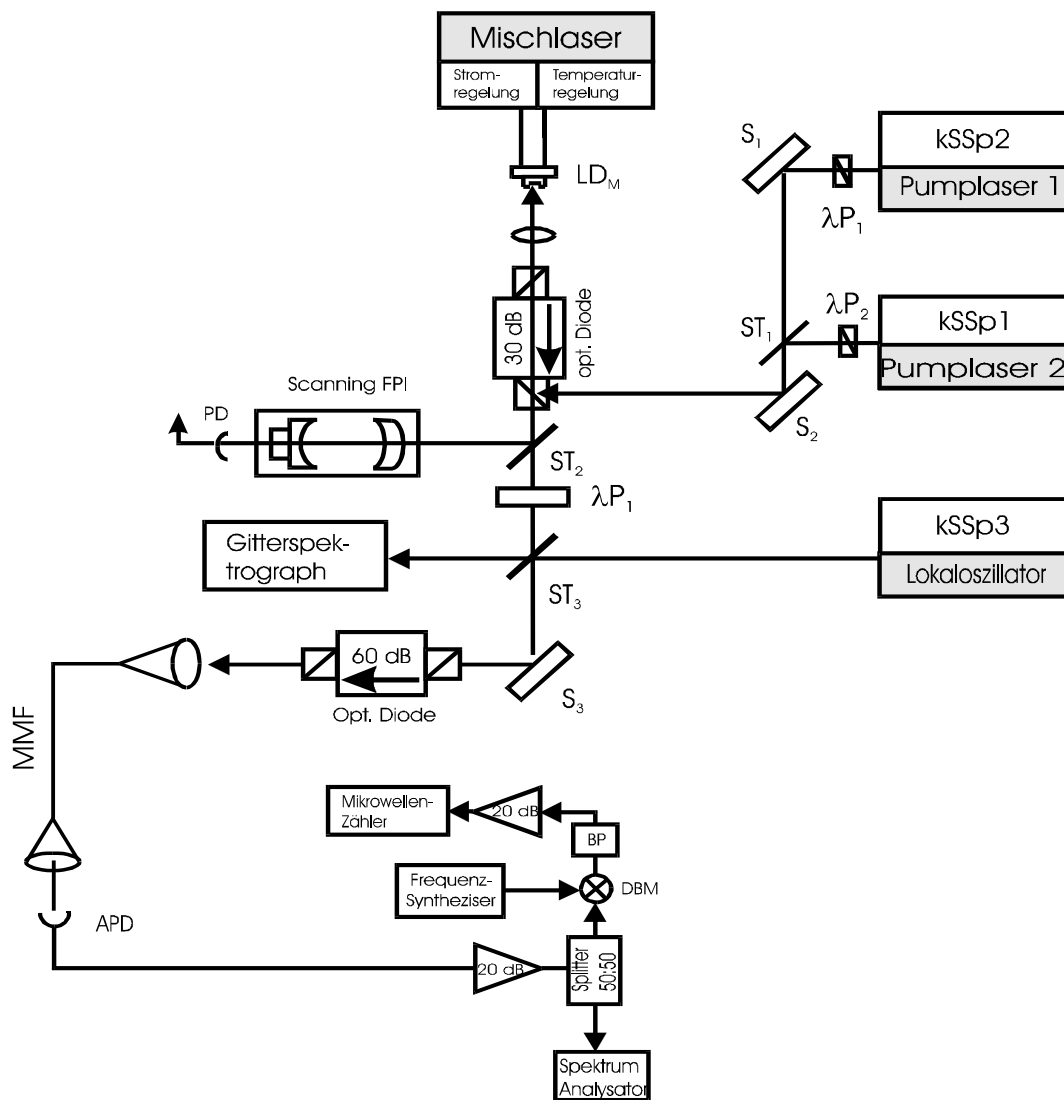 Mischlaser
Strom-
regelung
Temperatur-
regelung
LD_M
S_1
kSSp2
Pumplaser 1
λP_1
30 dB
opt. Diode
ST_1
λP_2
kSSp1
Pumplaser 2
S_2
Scanning FPI
PD
ST_2
λP_1
kSSp3
Lokaloszillator
Gitterspek-
trograph
ST_3
60 dB
Opt. Diode
S_3
MMF
Mikrowellen-
Zähler
20 dB
BP
Frequenz-
Syntheziser
DBM
APD
20 dB
Splitter
50:50
Spektrum
Analysator